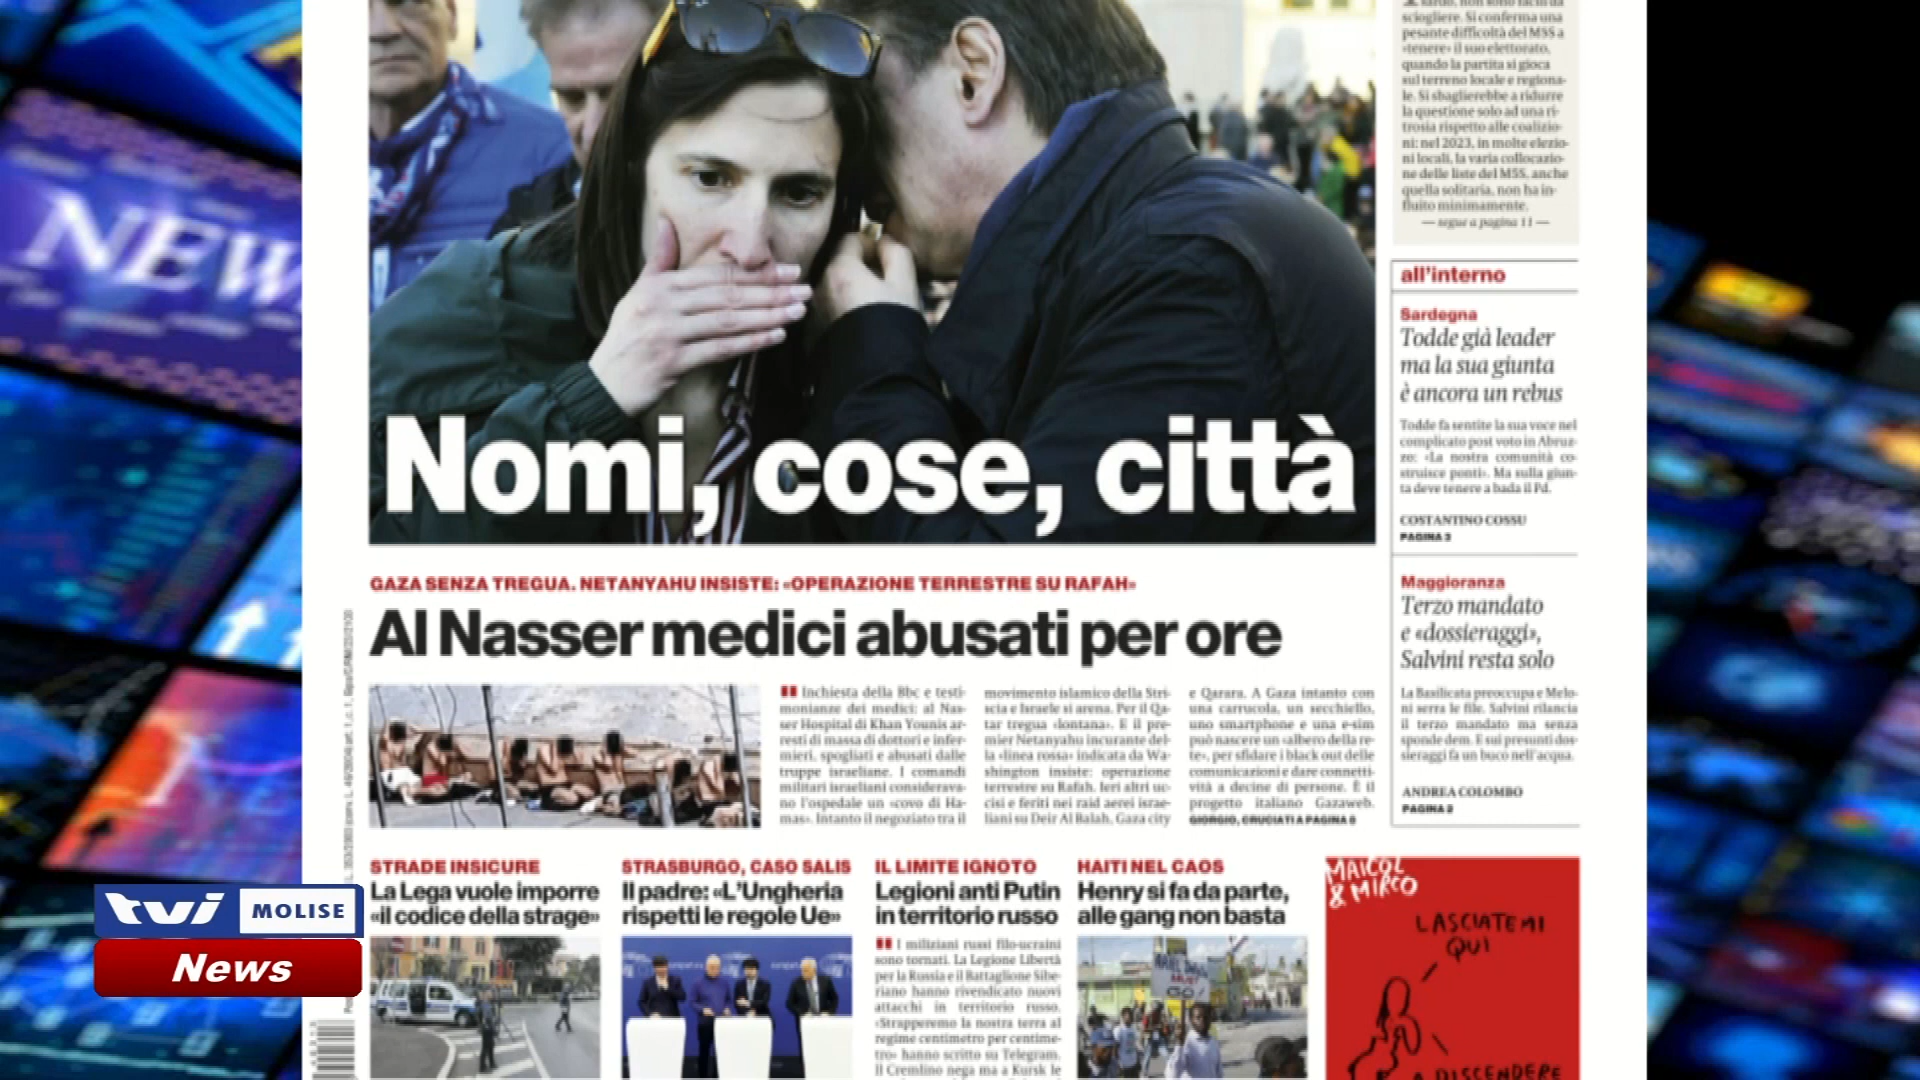 sciogliere. Si conferma una
pesante difficoltà del M5S a
«tenere» il suo elettorato,
quando la partita si gioca
sul terreno locale e regiona-
le. Si sbaglierebbe a ridurre
la questione solo ad una ri-
trosia rispetto alle coalizio-
ni: nel 2023, in molte elezio-
ni locali, la varia collocazio-
ne delle liste del M5S, anche
quella solitaria, non ha in-
fluito minimamente.
— segue a pagina 11 —
NEW
Nomi, cose, città
all'interno
Sardegna
Todde già leader
ma la sua giunta
è ancora un rebus
Todde fa sentite la sua voce nel
complicato post voto in Abruz-
zo: «La nostra comunità co-
struisce ponti». Ma sulla giun-
ta deve tenere a bada il Pd.
COSTANTINO COSSU
PAGINA 3
Maggioranza
Terzo mandato
e «dossieraggi»,
Salvini resta solo
La Basilicata preoccupa e Melo-
ni serra le file. Salvini rilancia
il terzo mandato ma senza
sponde dem. E sui presunti dos-
sieraggi fa un buco nell'acqua.
ANDREA COLOMBO
PAGINA 2
GAZA SENZA TREGUA. NETANYAHU INSISTE: «OPERAZIONE TERRESTRE SU RAFAH»
Al Nasser medici abusati per ore
Inchiesta della Bbc e testi-
monianze dei medici: al Nas-
ser Hospital di Khan Younis ar-
resti di massa di dottori e infer-
mieri, spogliati e abusati dalle
truppe israeliane. I comandi
militari israeliani considerava-
no l'ospedale un «covo di Ha-
mas». Intanto il negoziato tra il
movimento islamico della Stri-
scia e Israele si arena. Per il Qa-
tar tregua «lontana». E il pre-
mier Netanyahu incurante del-
la «linea rossa» indicata da Wa-
shington insiste: operazione
terrestre su Rafah. Ieri altri uc-
cisi e feriti nei raid aerei israe-
liani su Deir Al Balah, Gaza city
e Qarara. A Gaza intanto con
una carrucola, un secchiello,
uno smartphone e una e-sim
può nascere un «albero della re-
te», per sfidare i black out delle
comunicazioni e dare connetti-
vità a decine di persone. È il
progetto italiano Gazaweb.
GIORGIO, CRUCIATI A PAGINA 8
STRADE INSICURE
La Lega vuole imporre
«il codice della strage»
STRASBURGO, CASO SALIS
Il padre: «L'Ungheria
rispetti le regole Ue»
IL LIMITE IGNOTO
Legioni anti Putin
in territorio russo
I miliziani russi filo-ucraini
sono tornati. La Legione Libertà
per la Russia e il Battaglione Sibe-
riano hanno rivendicato nuovi
attacchi in territorio russo.
«Strapperemo la nostra terra al
regime centimetro per centime-
tro» hanno scritto su Telegram.
Il Cremlino nega ma a Kursk le
HAITI NEL CAOS
Henry si fa da parte,
alle gang non basta
GO!
MAICOL
& MIRCO
LASCIATEMI
QUI
A DISCENDERE
tvi MOLISE
News